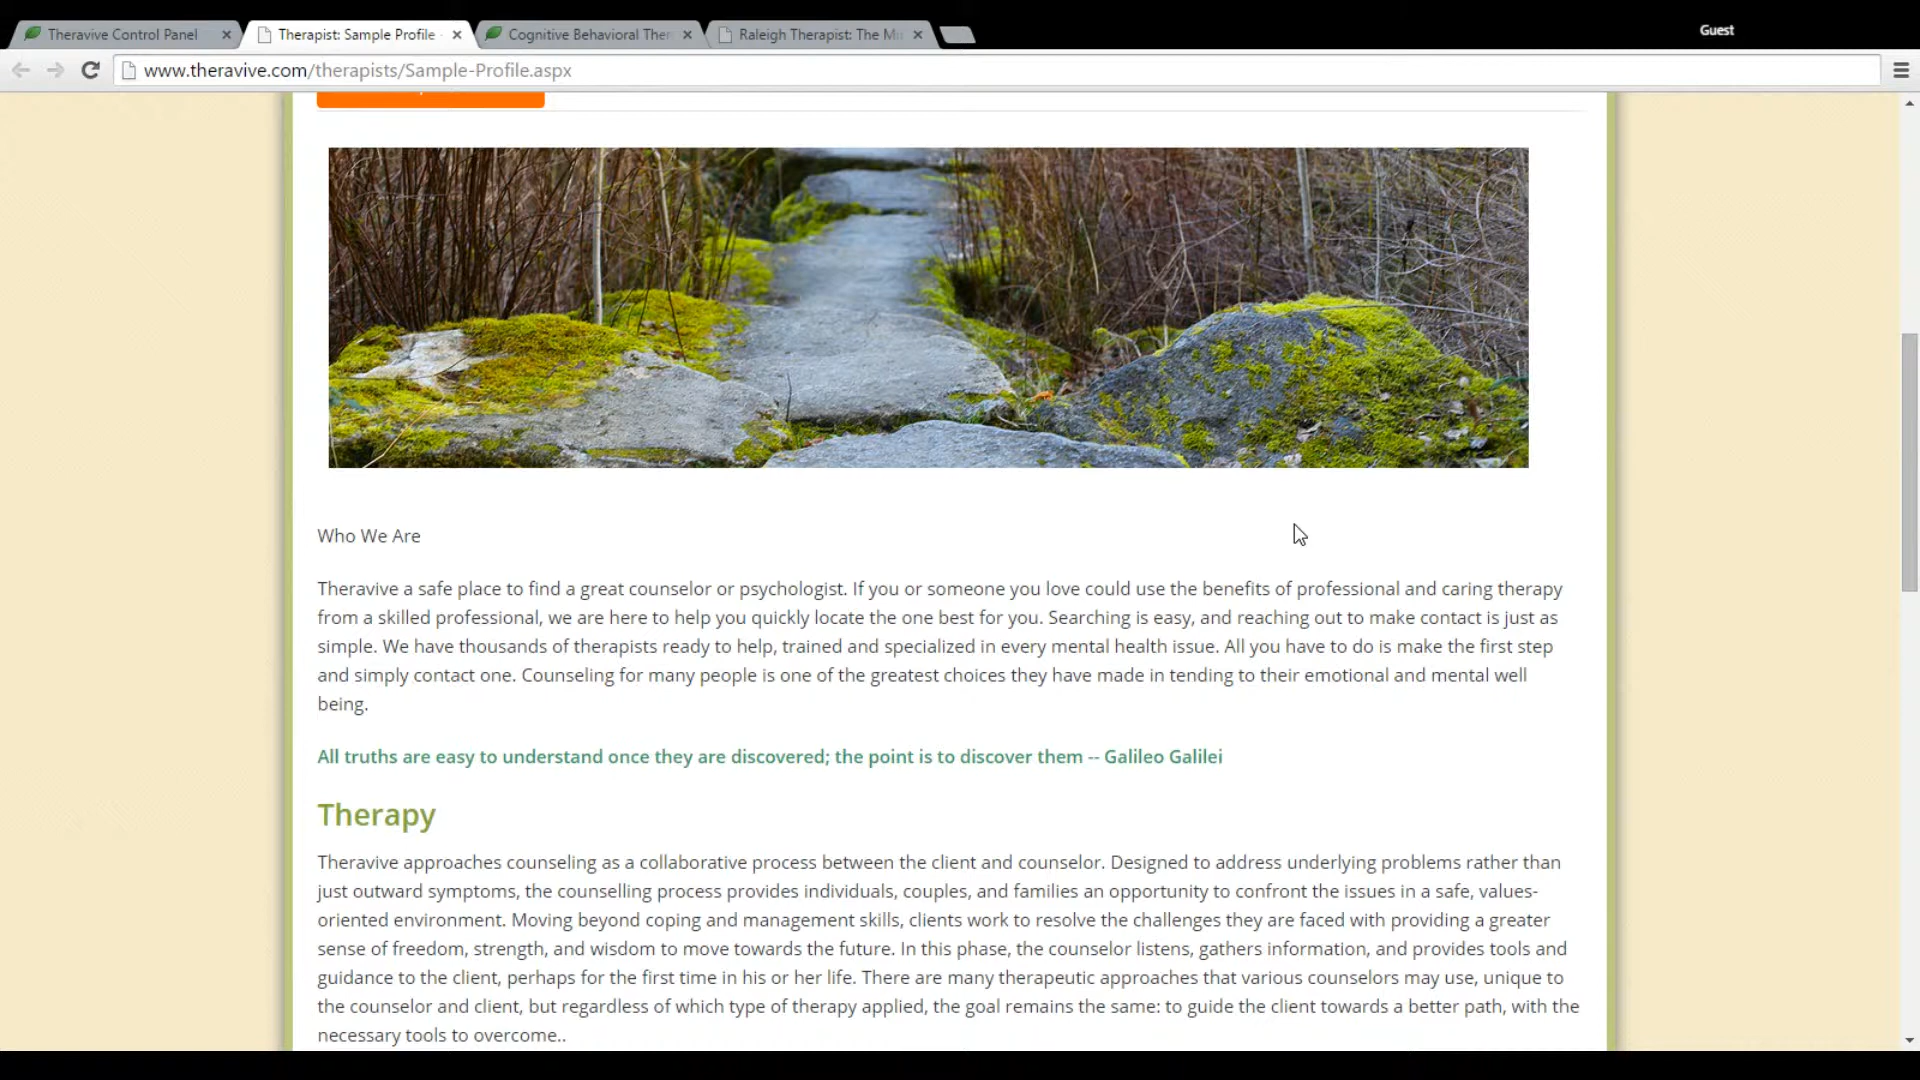 Theravive Control Panel
Therapist: Sample Profile
Cognitive Behavioral Ther
Raleigh Therapist: The Mi
Guest
www.theravive.com/therapists/Sample-Profile.aspx
Who We Are
Theravive a safe place to find a great counselor or psychologist. If you or someone you love could use the benefits of professional and caring therapy
from a skilled professional, we are here to help you quickly locate the one best for you. Searching is easy, and reaching out to make contact is just as
simple. We have thousands of therapists ready to help, trained and specialized in every mental health issue. All you have to do is make the first step
and simply contact one. Counseling for many people is one of the greatest choices they have made in tending to their emotional and mental well
being.
All truths are easy to understand once they are discovered; the point is to discover them -- Galileo Galilei
Therapy
Theravive approaches counseling as a collaborative process between the client and counselor. Designed to address underlying problems rather than
just outward symptoms, the counselling process provides individuals, couples, and families an opportunity to confront the issues in a safe, values-
oriented environment. Moving beyond coping and management skills, clients work to resolve the challenges they are faced with providing a greater
sense of freedom, strength, and wisdom to move towards the future. In this phase, the counselor listens, gathers information, and provides tools and
guidance to the client, perhaps for the first time in his or her life. There are many therapeutic approaches that various counselors may use, unique to
the counselor and client, but regardless of which type of therapy applied, the goal remains the same: to guide the client towards a better path, with the
necessary tools to overcome..